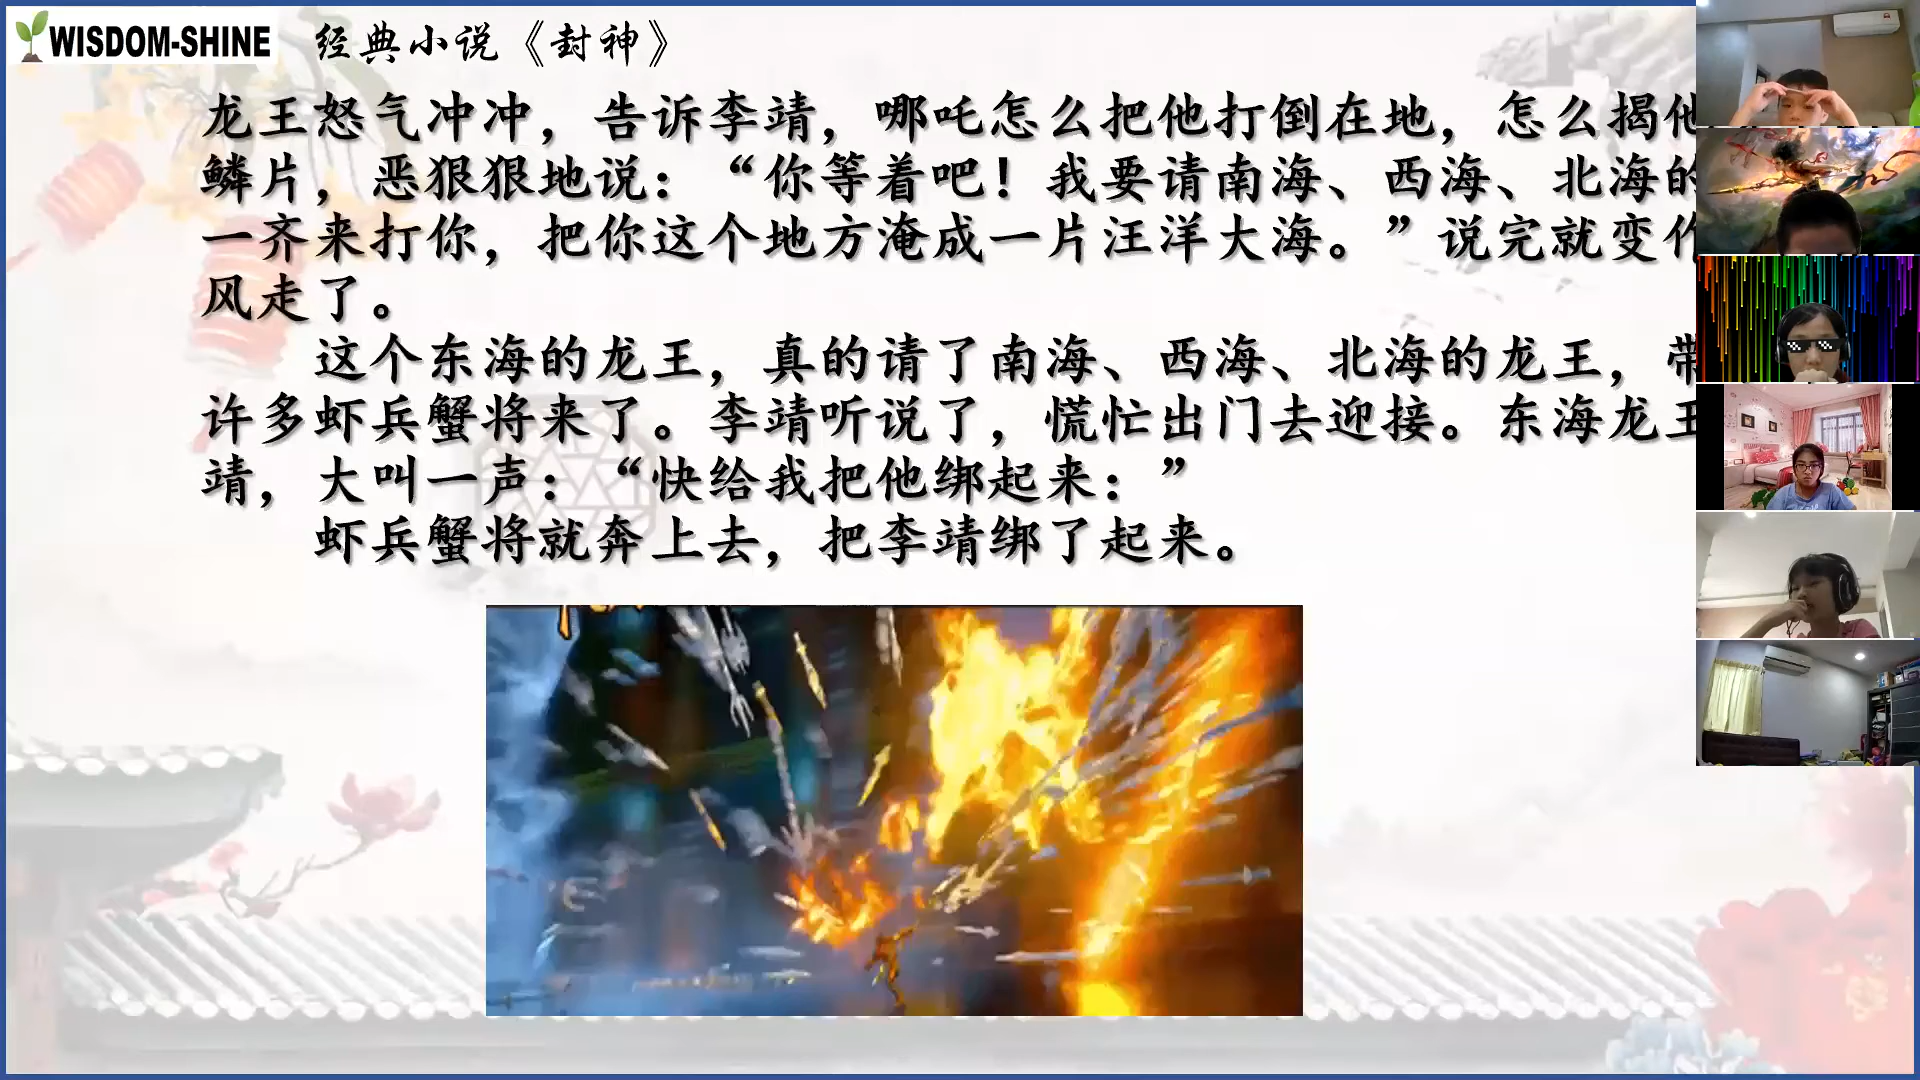 WISDOM-SHINE
经典小说《封神》
龙王怒气冲冲，告诉李靖，哪吒怎么把他打倒在地，怎么揭他
鳞片，恶狠狠地说：“你等着吧！我要请南海、西海、北海的
一齐来打你，把你这个地方淹成一片汪洋大海。”说完就变作
风走了。
这个东海的龙王，真的请了南海、西海、北海的龙王，带
许多虾兵蟹将来了。李靖听说了，慌忙出门去迎接。东海龙王
靖，大叫一声：“快给我把他绑起来：”
虾兵蟹将就奔上去，把李靖绑了起来。